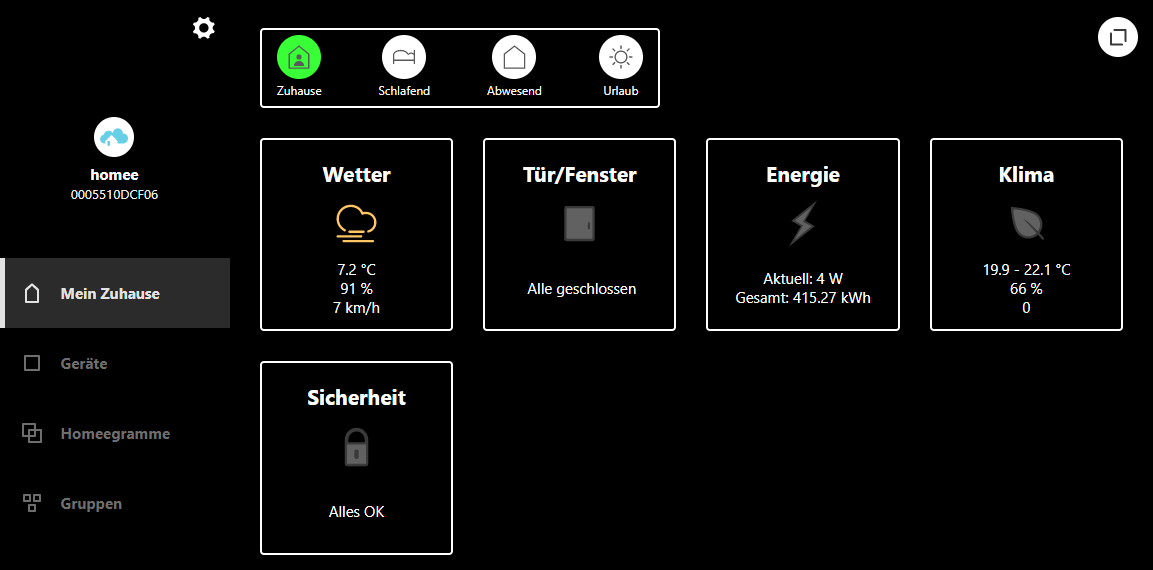 Zuhause
Schlafend
Abwesend
Urlaub
homee
0005510DCF06
Mein Zuhause
Geräte
Homeegramme
Gruppen
Wetter
7.2 °C
91 %
7 km/h
Tür/Fenster
Alle geschlossen
Energie
Aktuell: 4 W
Gesamt: 415.27 kWh
Klima
19.9 - 22.1 °C
66 %
0
Sicherheit
Alles OK